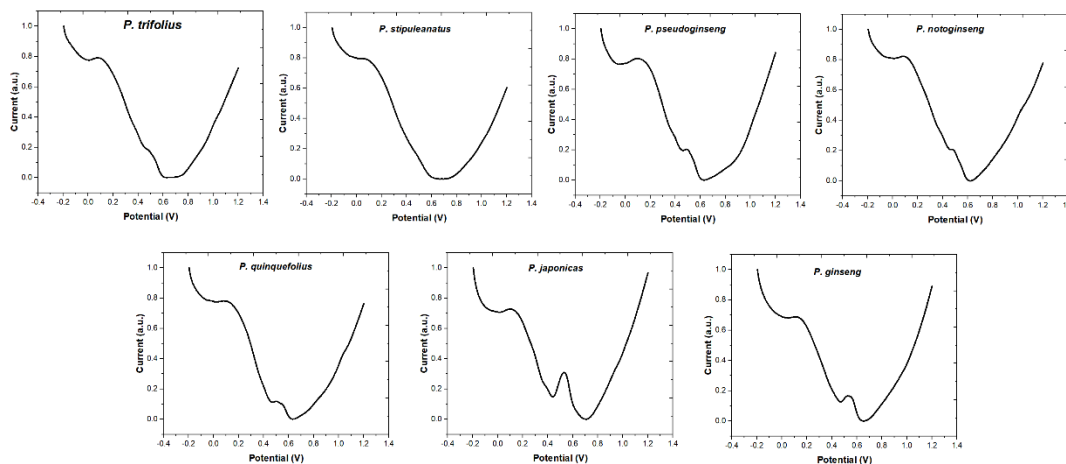 P. trifolius
Current (a.u.)
1.0
0.8
0.6
0.4
0.2
0.0
-0.4 -0.2 0.0 0.2 0.4 0.6 0.8 1.0 1.2 1.4
Potential (V)
P. stipuleanatus
Current (a.u.)
1.0
0.8
0.6
0.4
0.2
0.0
-0.4 -0.2 0.0 0.2 0.4 0.6 0.8 1.0 1.2 1.4
Potential (V)
P. pseudoginseng
Current (a.u.)
1.0
0.8
0.6
0.4
0.2
0.0
-0.4 -0.2 0.0 0.2 0.4 0.6 0.8 1.0 1.2 1.4
Potential (V)
P. notoginseng
Current (a.u.)
1.0
0.8
0.6
0.4
0.2
0.0
-0.4 -0.2 0.0 0.2 0.4 0.6 0.8 1.0 1.2 1.4
Potential (V)
P. quinquefolius
Current (a.u.)
1.0
0.8
0.6
0.4
0.2
0.0
-0.4 -0.2 0.0 0.2 0.4 0.6 0.8 1.0 1.2 1.4
Potential (V)
P. japonicas
Current (a.u.)
1.0
0.8
0.6
0.4
0.2
0.0
-0.4 -0.2 0.0 0.2 0.4 0.6 0.8 1.0 1.2 1.4
Potential (V)
P. ginseng
Current (a.u.)
1.0
0.8
0.6
0.4
0.2
0.0
-0.4 -0.2 0.0 0.2 0.4 0.6 0.8 1.0 1.2 1.4
Potential (V)